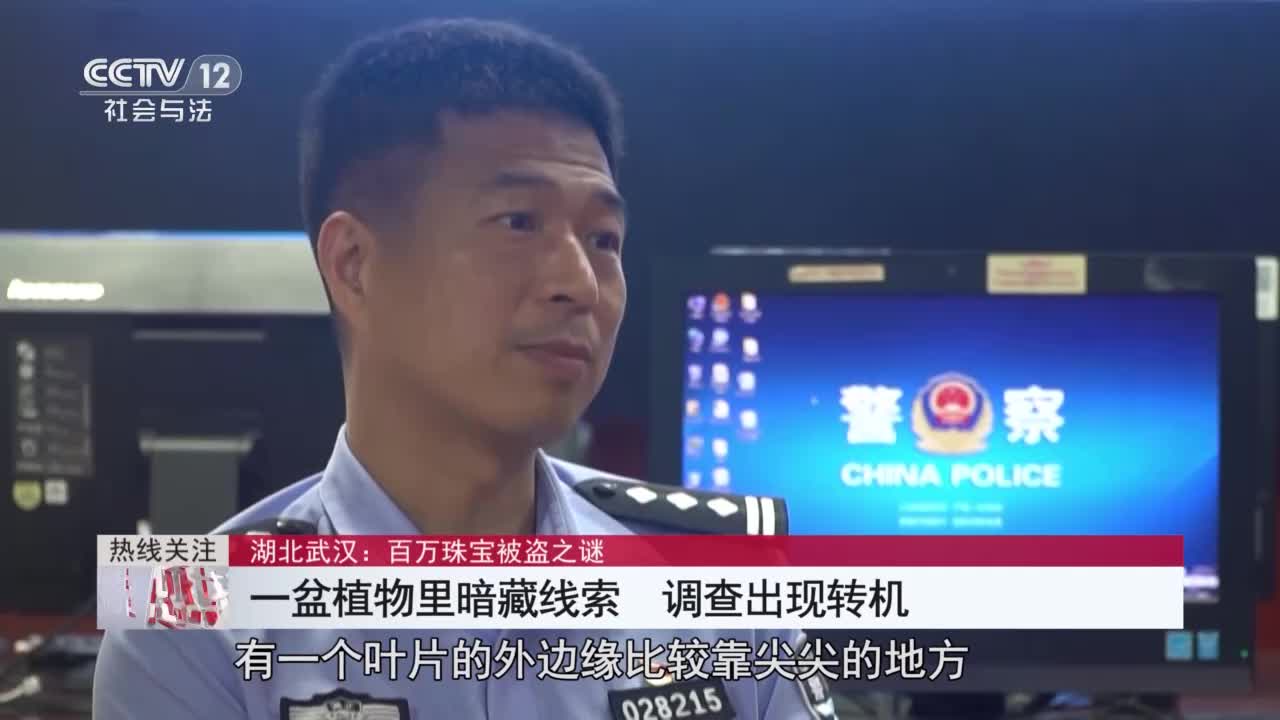 CCTV 12
社会与法
lenovo
警察
CHINA POLICE
热线关注
湖北武汉：百万珠宝被盗之谜
一盆植物里暗藏线索 调查出现转机
有一个叶片的外边缘比较靠尖尖的地方
028215